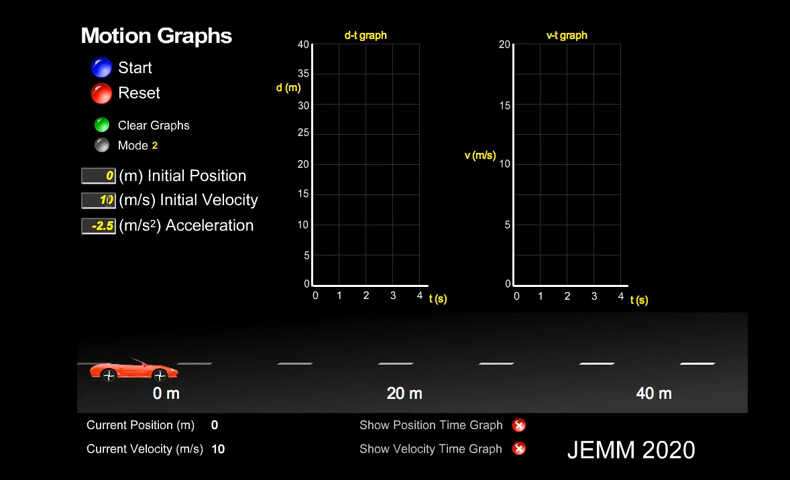 Motion Graphs
Start
Reset
Clear Graphs
Mode 2
0 (m) Initial Position
10 (m/s) Initial Velocity
-2.5 (m/s²) Acceleration
d-t graph
d (m)
40
35
30
25
20
15
10
5
0
0 1 2 3 4 t (s)
v-t graph
v (m/s)
20
15
10
5
0
0 1 2 3 4 t (s)
0 m 20 m 40 m
Current Position (m) 0
Current Velocity (m/s) 10
Show Position Time Graph
Show Velocity Time Graph
JEMM 2020